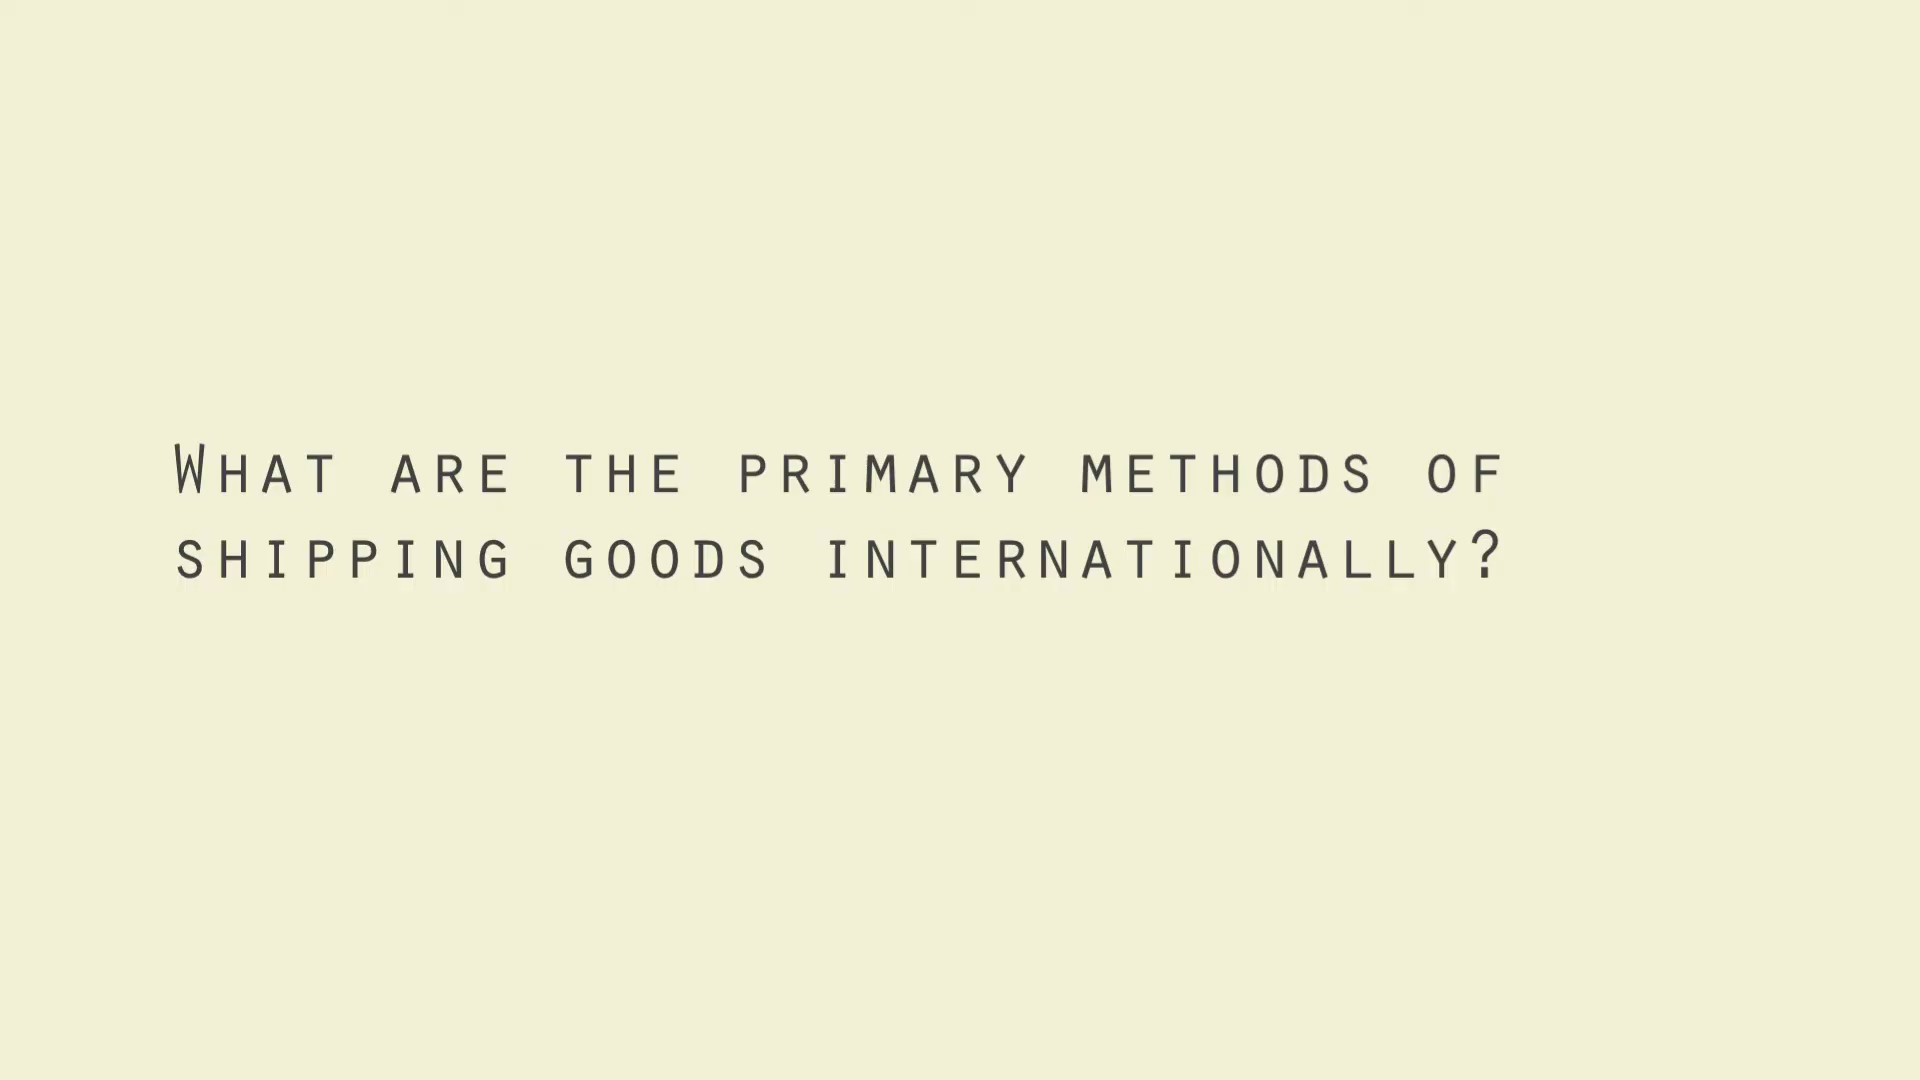 What are the primary methods of
shipping goods internationally?